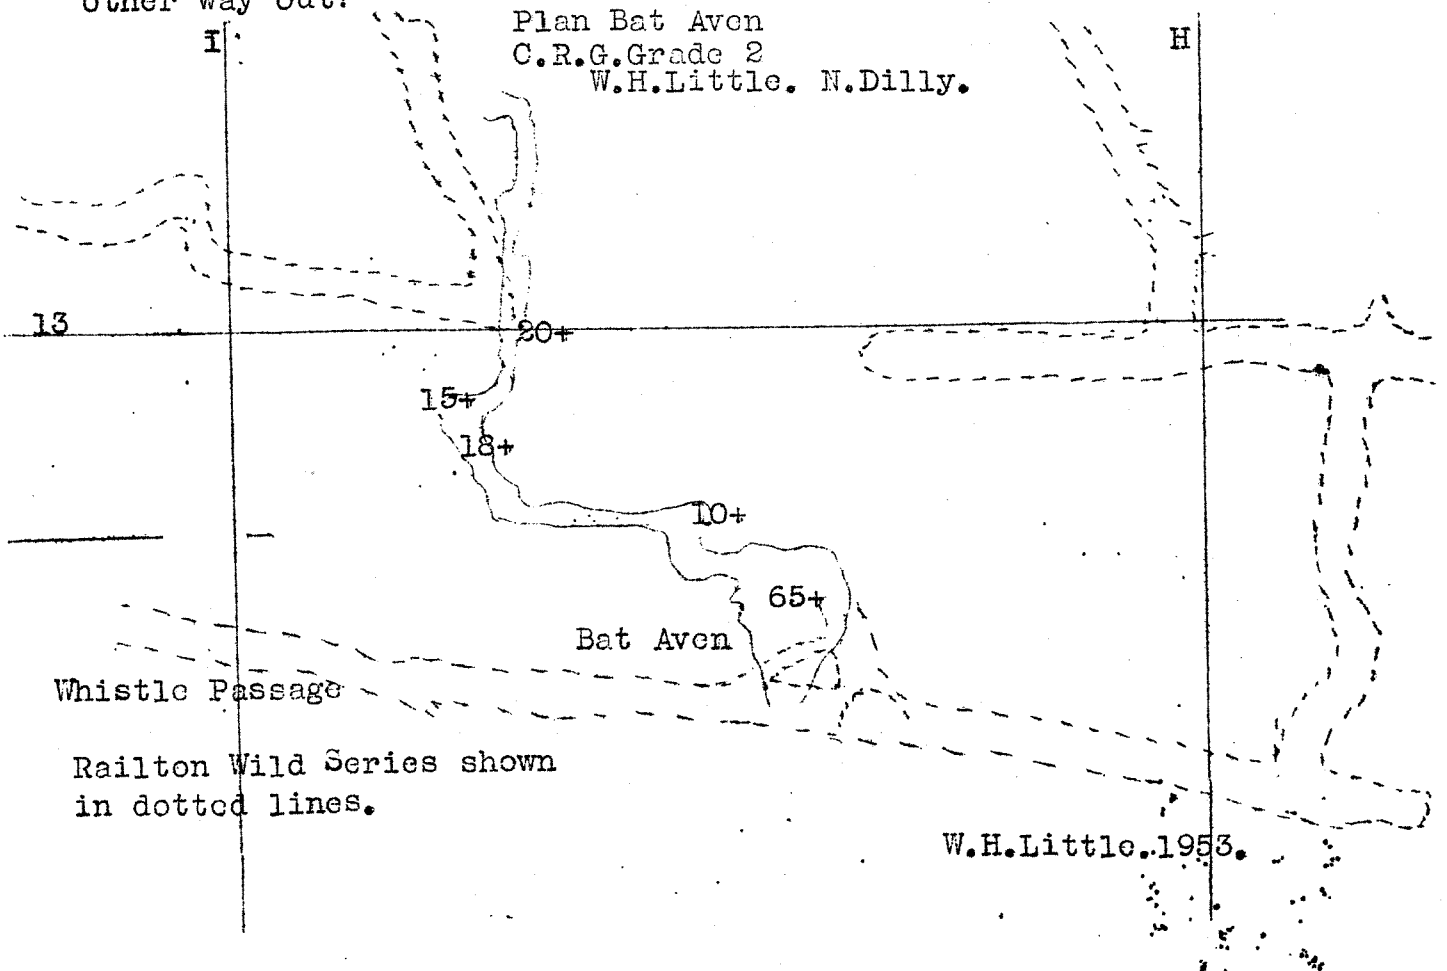 other way out.
Plan Bat Aven
C.R.G.Grade 2
W.H.Little. N.Dilly.
I
H
13
20+
15+
18+
10+
65+
Bat Aven
Whistle Passage
Railton Wild Series shown
in dotted lines.
W.H.Little.1953.